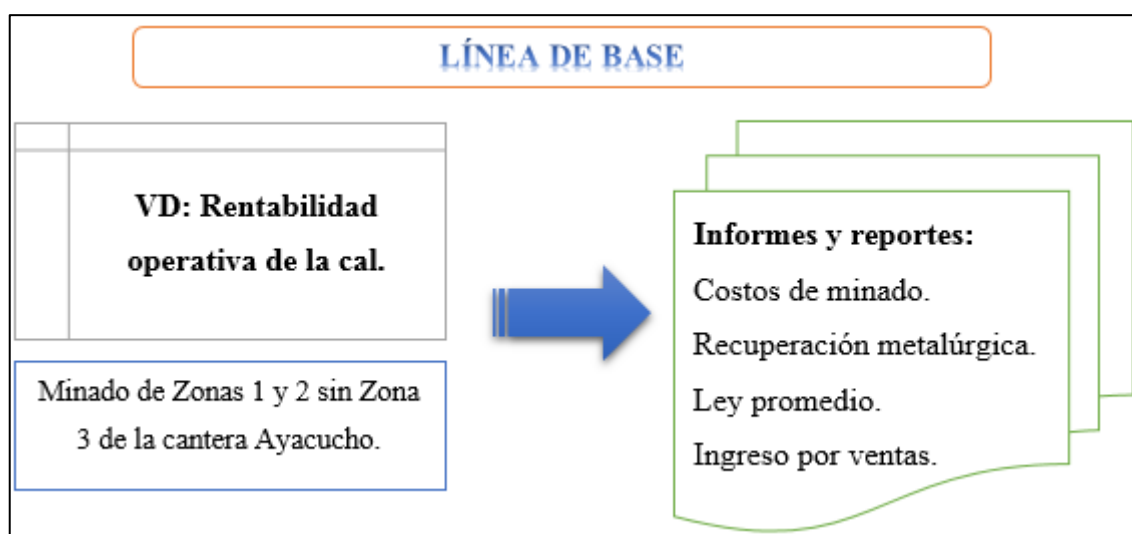 LÍNEA DE BASE
VD: Rentabilidad
operativa de la cal.
Minado de Zonas 1 y 2 sin Zona
3 de la cantera Ayacucho.
Informes y reportes:
Costos de minado.
Recuperación metalúrgica.
Ley promedio.
Ingreso por ventas.